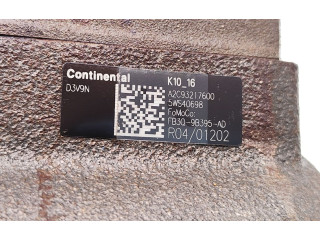 Continental
K10_16
D3V9N
A2C93217600
5WS40698
FoMoCo:
FB3Q-9B395-AD
R04/01202